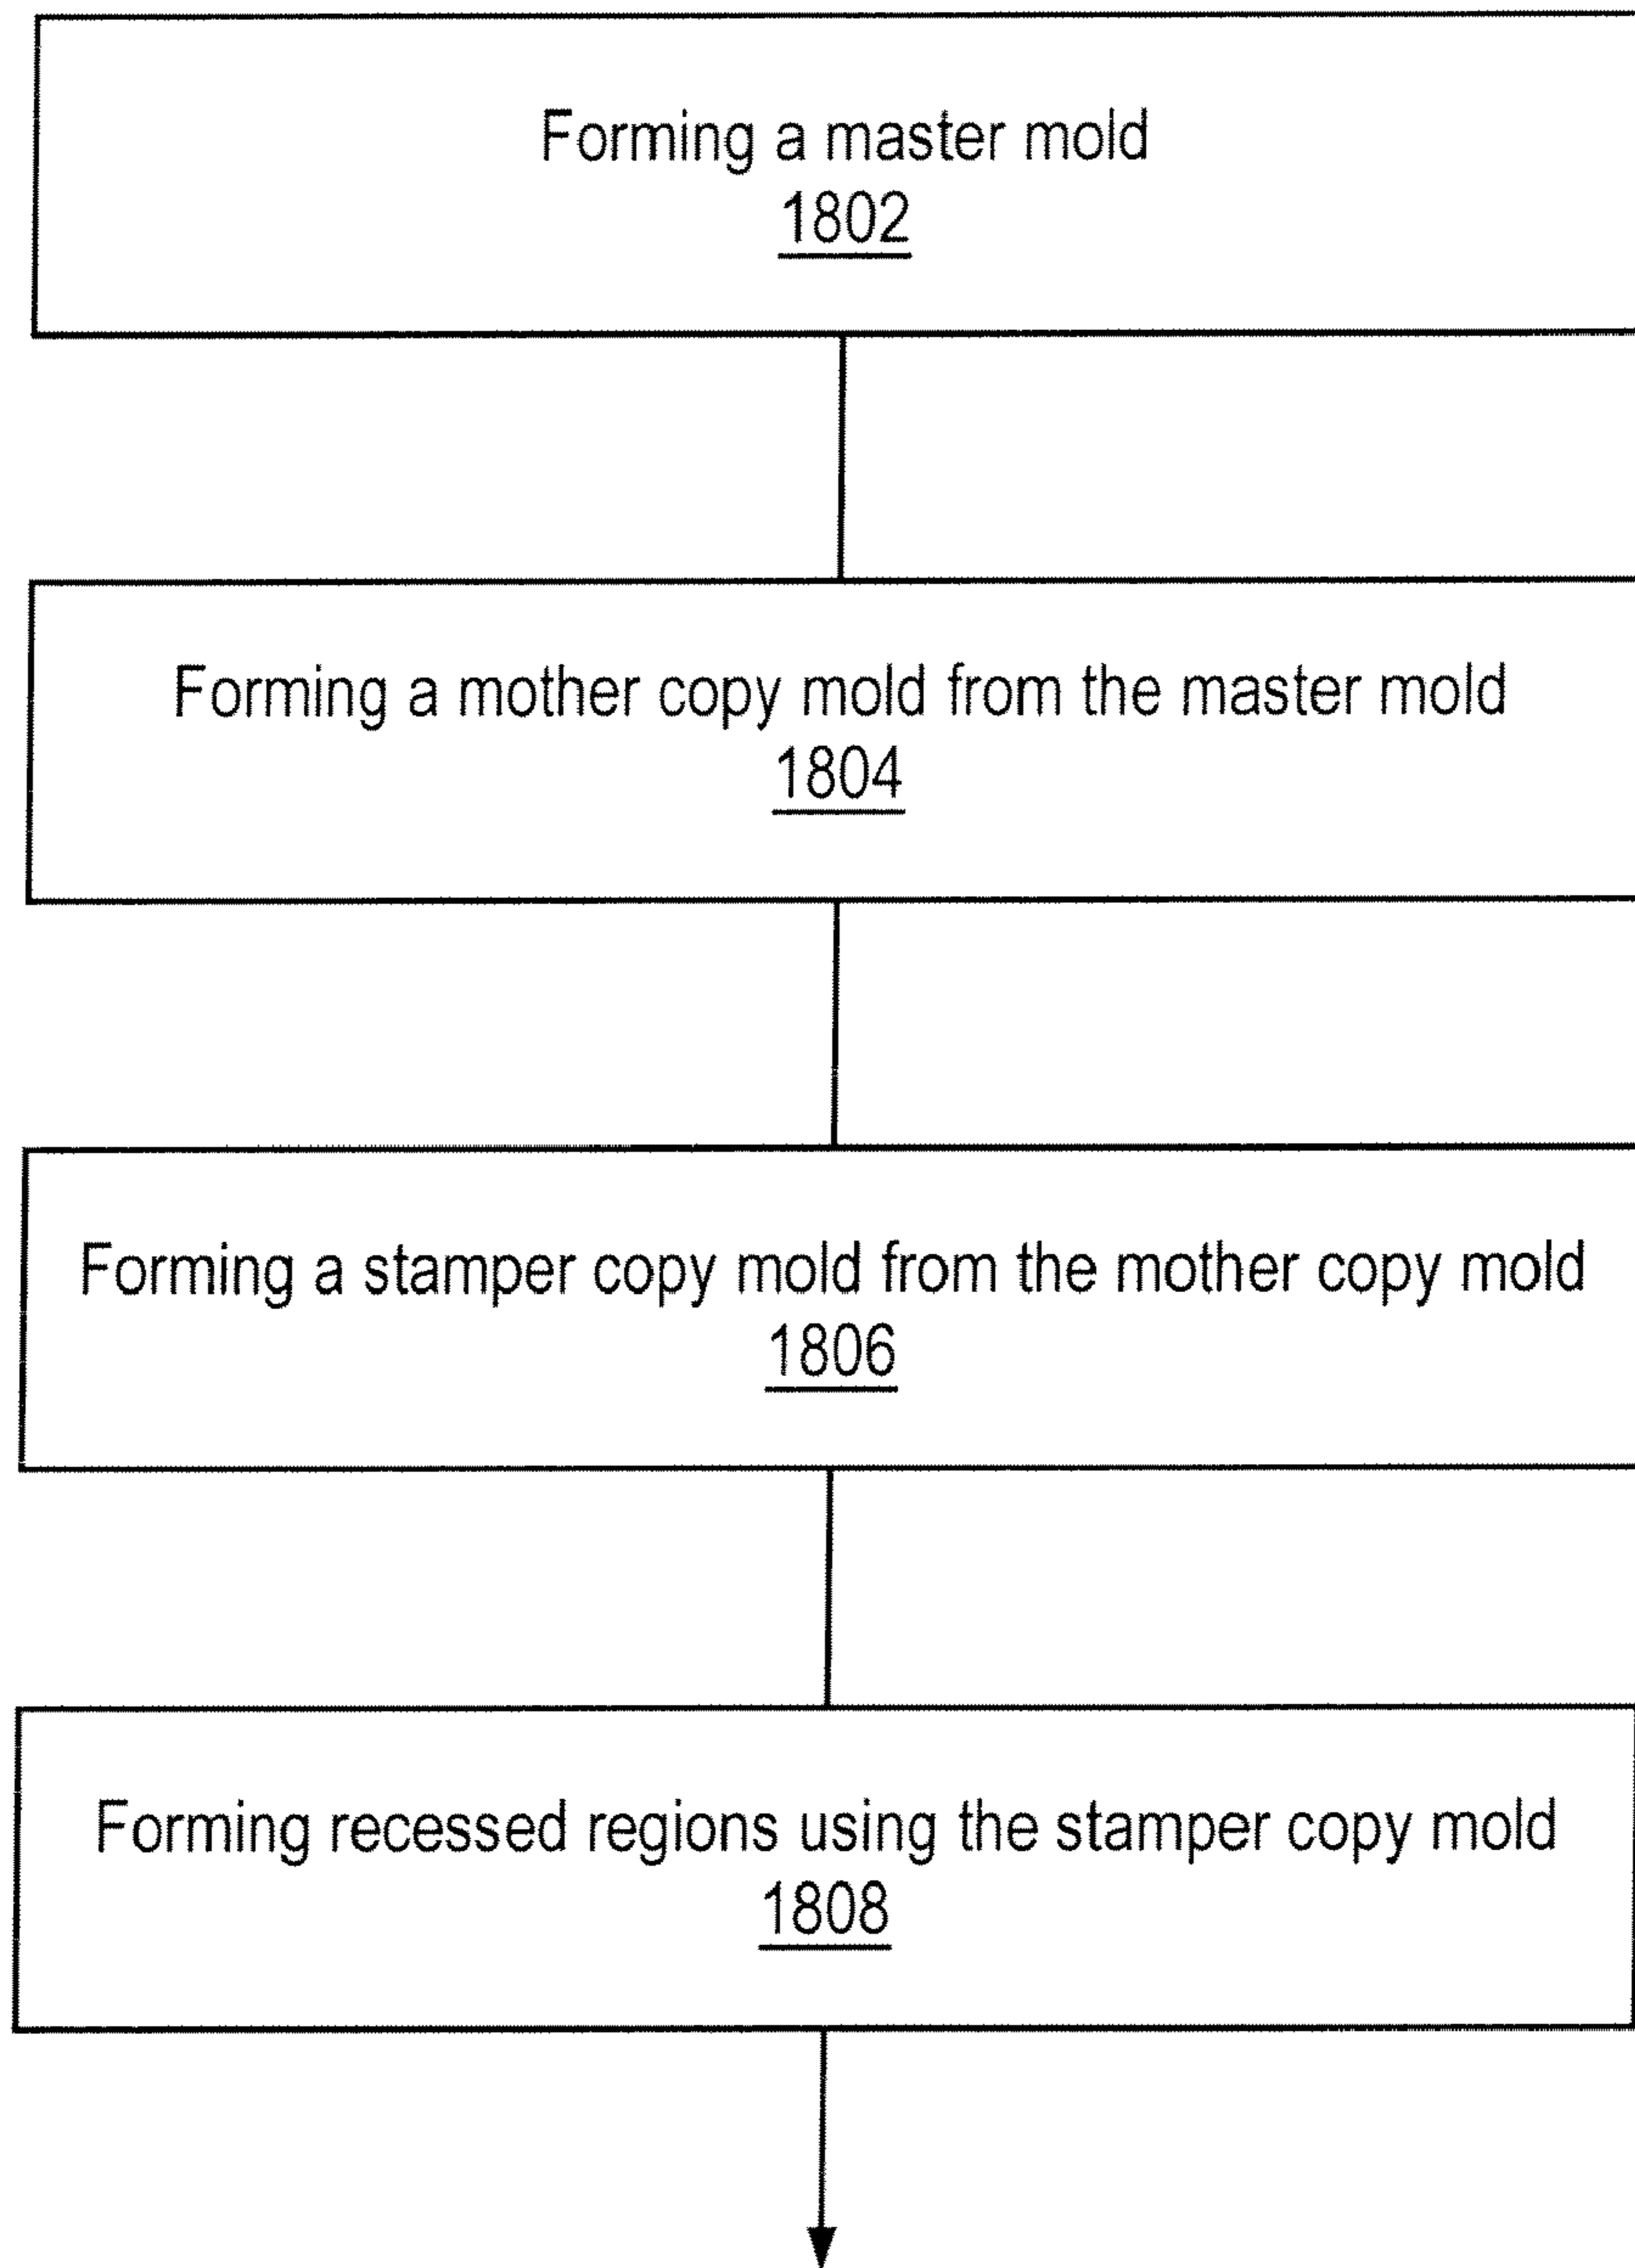 Forming a master mold
1802
Forming a mother copy mold from the master mold
1804
Forming a stamper copy mold from the mother copy mold
1806
Forming recessed regions using the stamper copy mold
1808